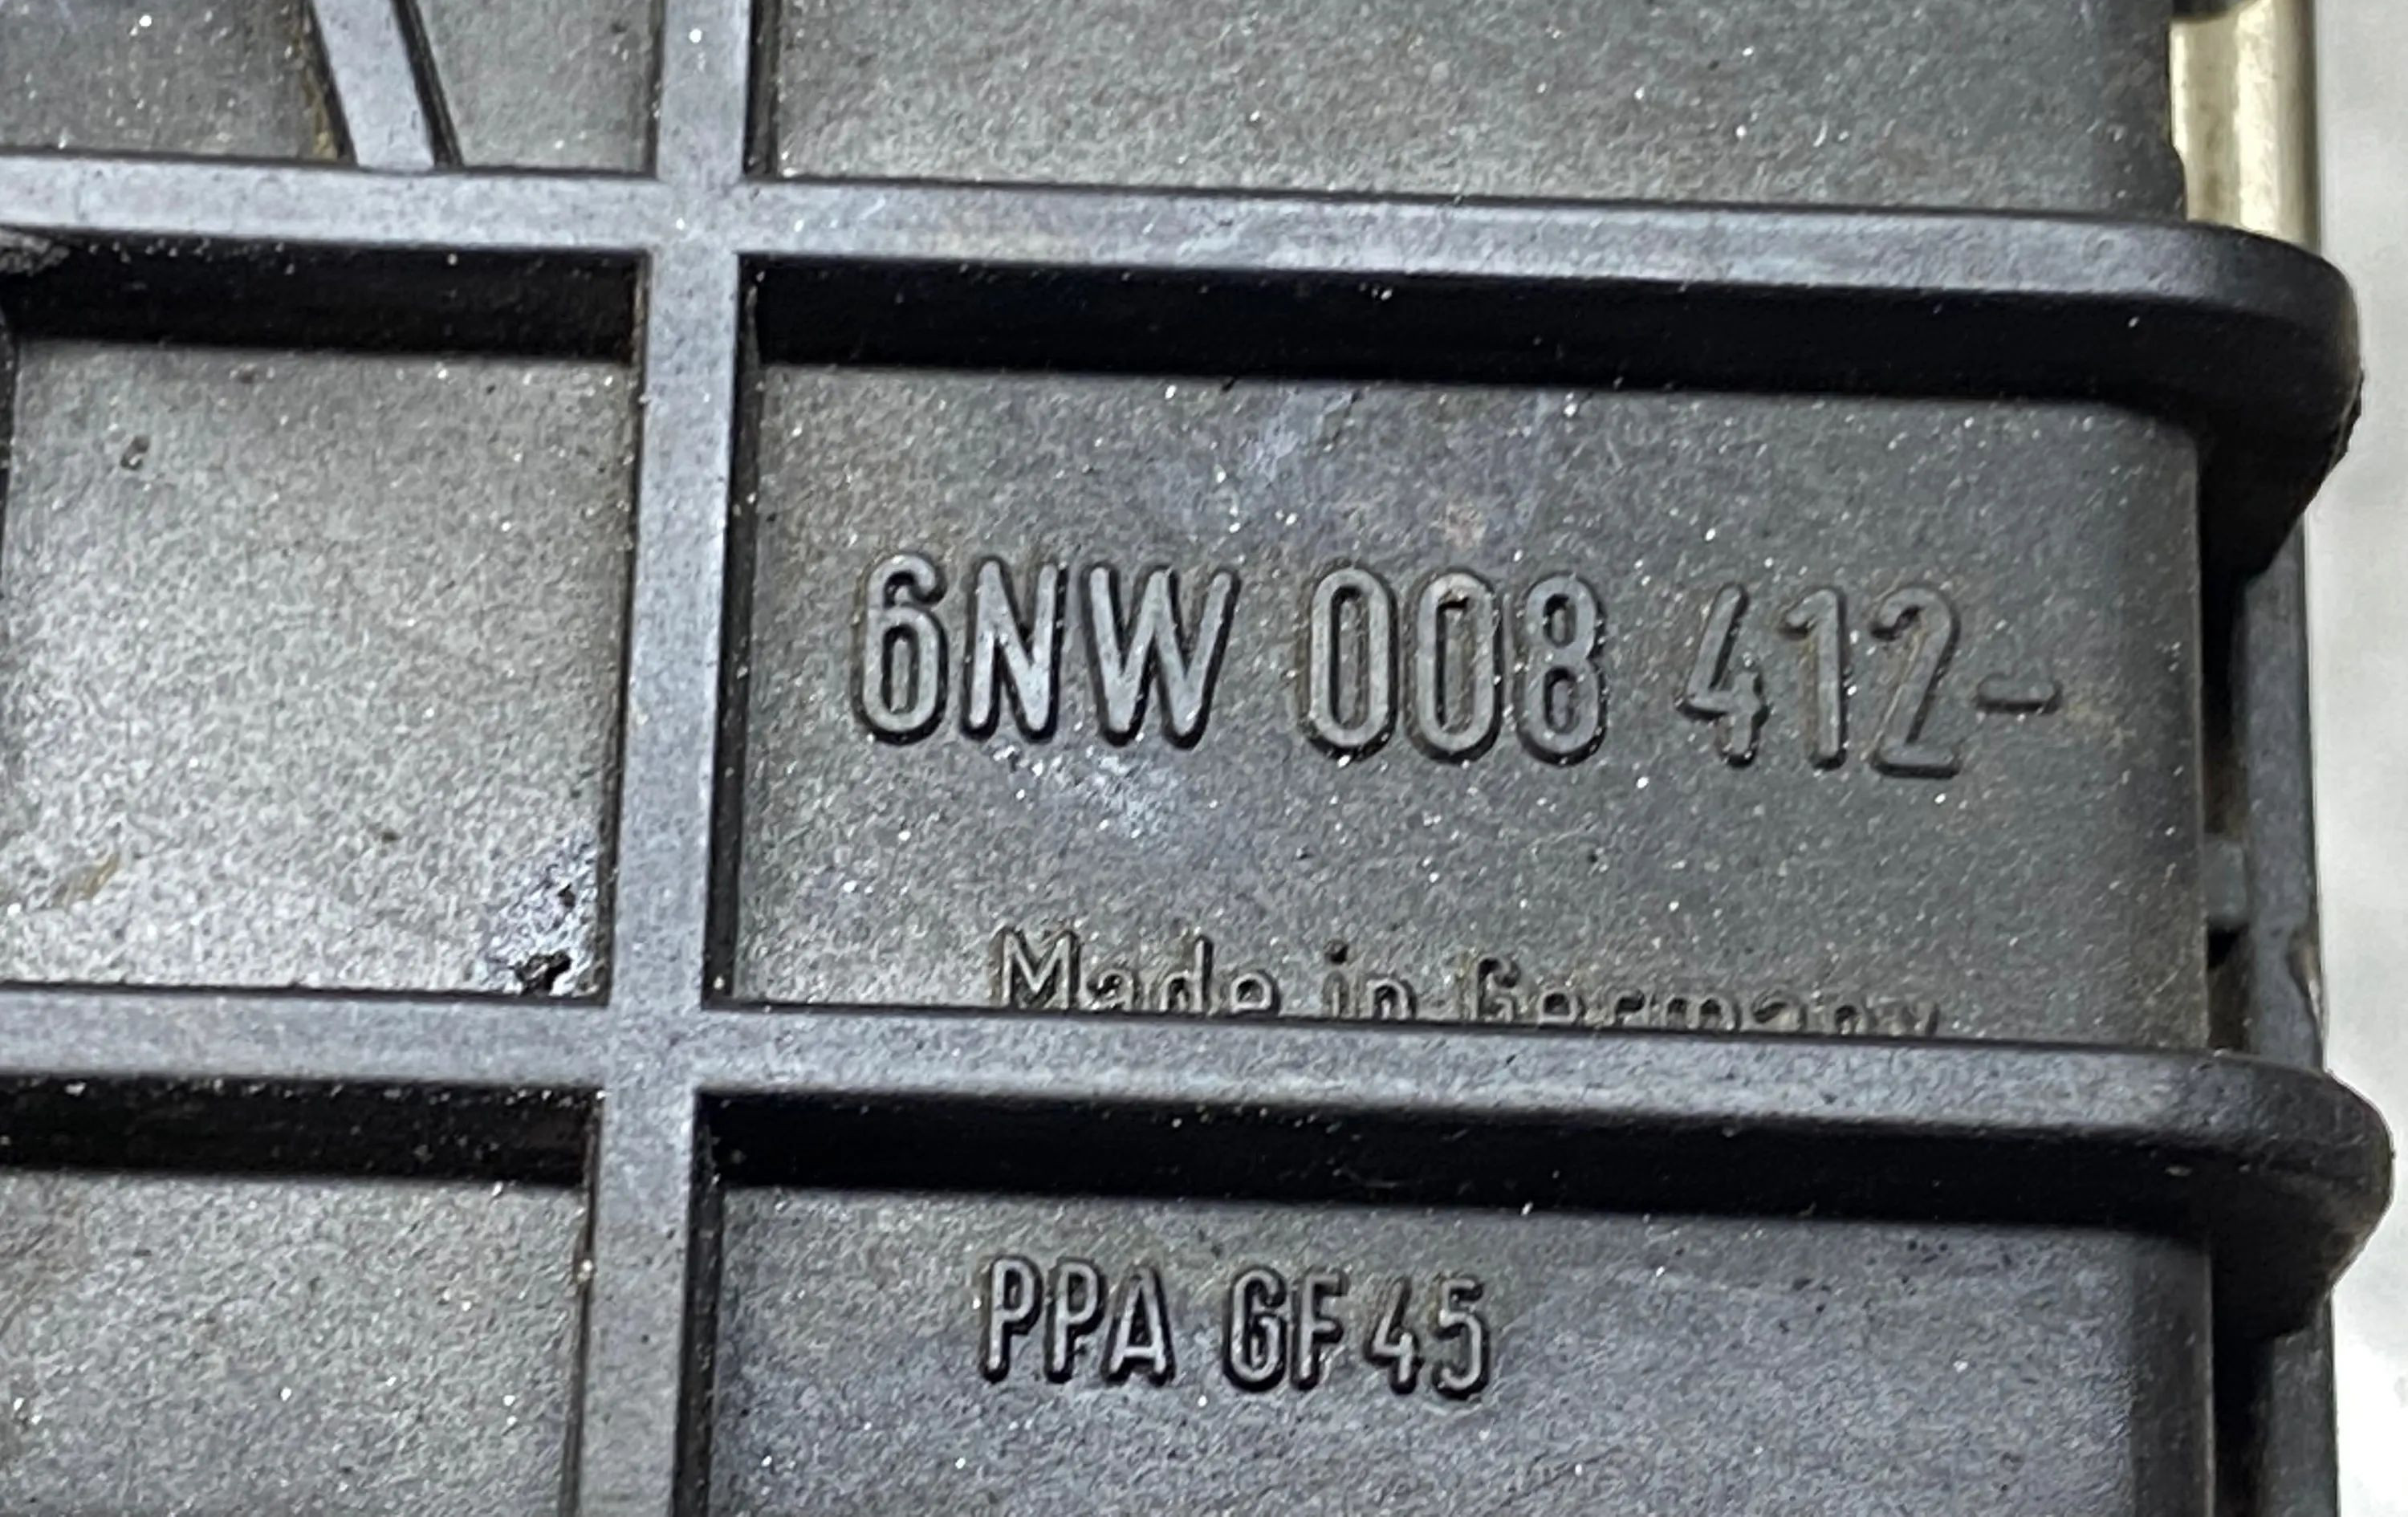 6NW 008 412-
Made in Germany
PPA GF45